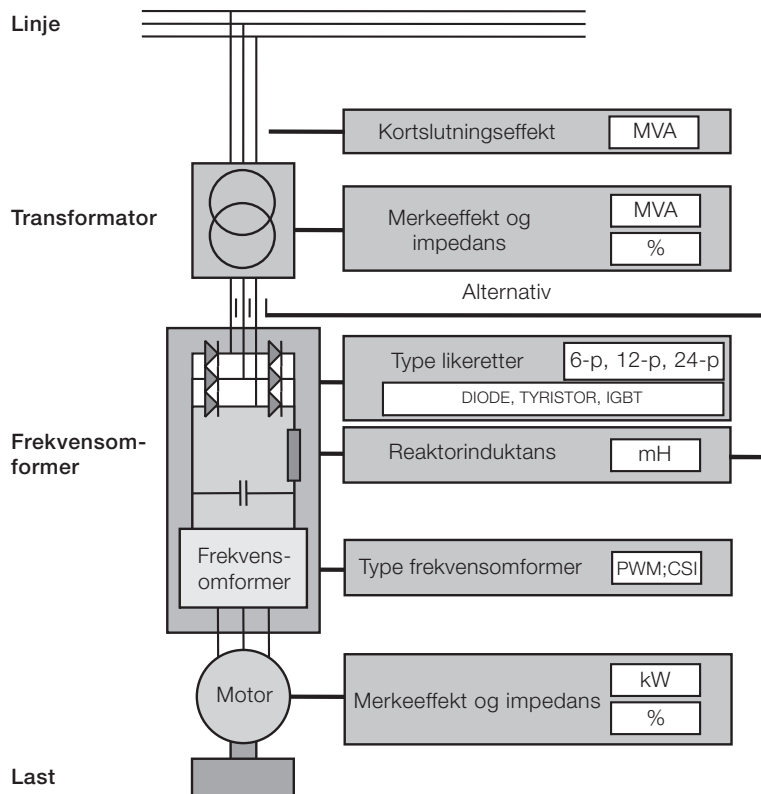 Linje
Kortslutningseffekt MVA
Transformator
Merkeeffekt og
impedans
MVA
%
Alternativ
Type likeretter 6-p, 12-p, 24-p
DIODE, TYRISTOR, IGBT
Frekvensom-
former
Reaktorinduktans mH
Frekvens-
omformer
Type frekvensomformer PWM;CSI
Motor
Merkeeffekt og impedans
kW
%
Last